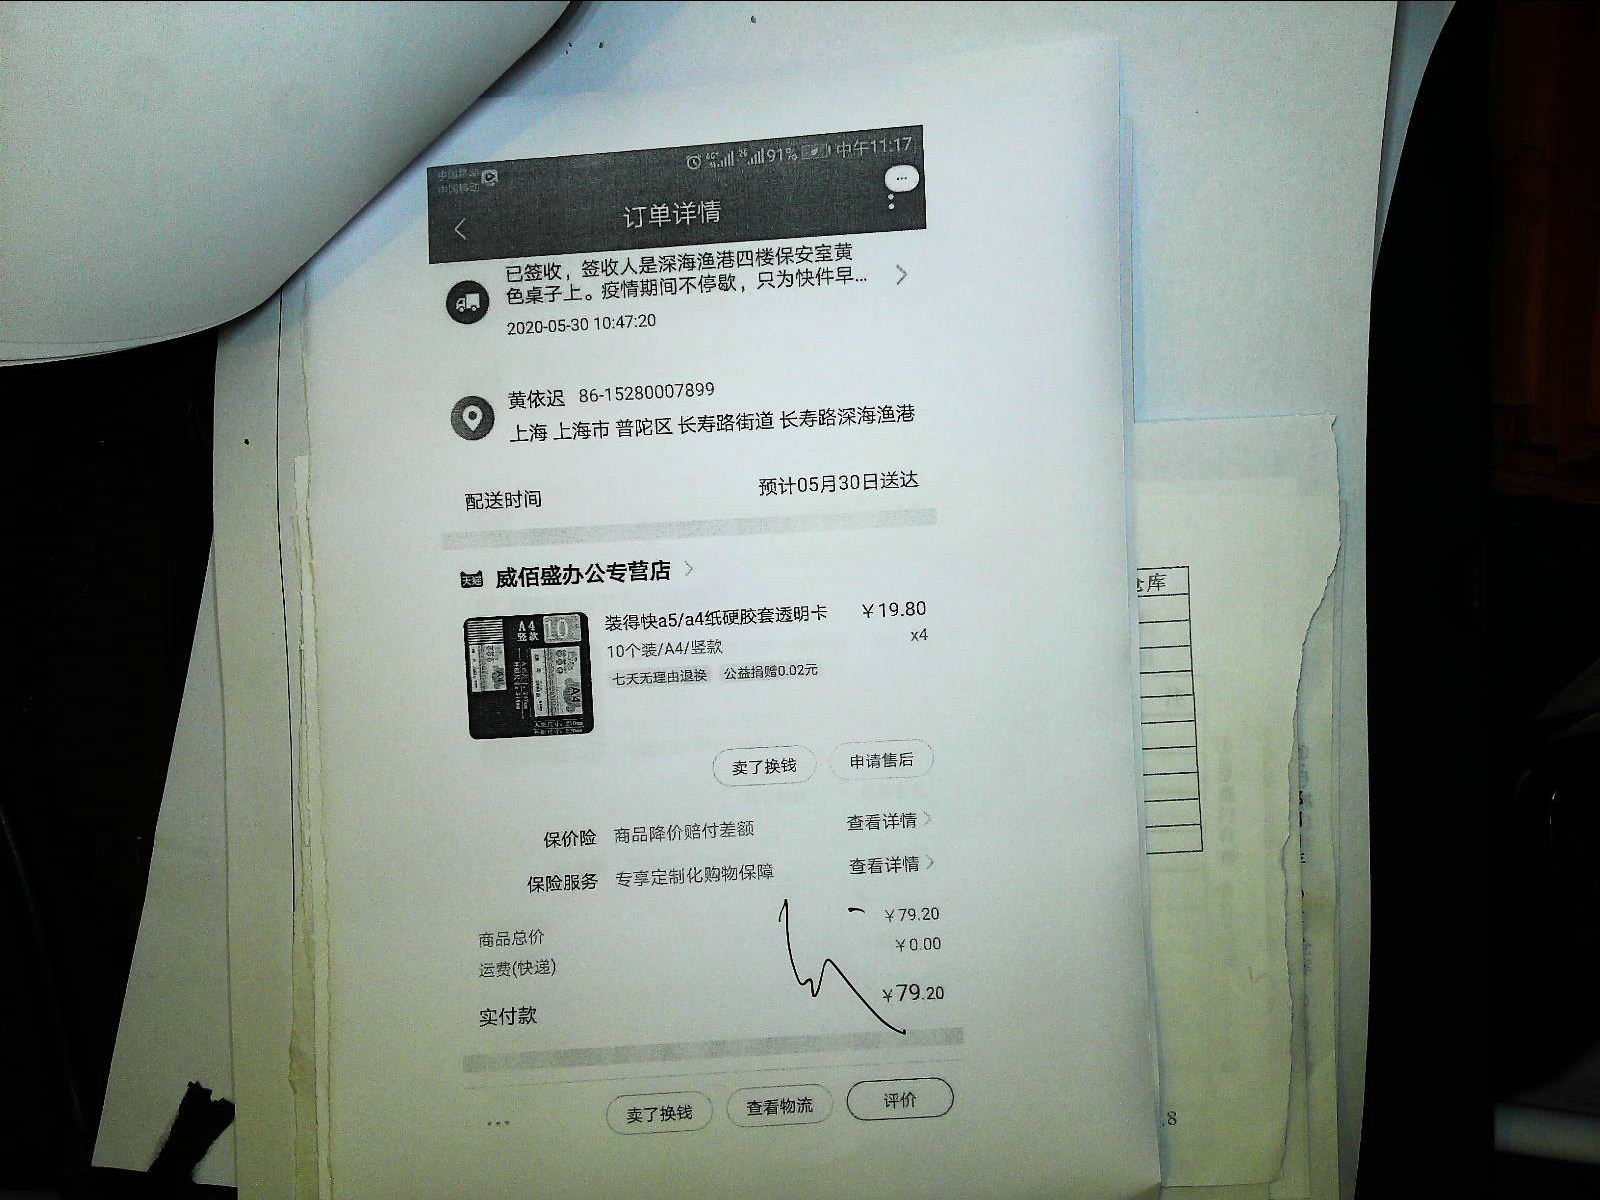 中国移动
中国移动
4G+ 26 91% 中午11:17
订单详情
已签收，签收人是深海渔港四楼保安室黄
色桌子上。疫情期间不停歇，只为快件早...
2020-05-30 10:47:20
黄依迟 86-15280007899
上海 上海市 普陀区 长寿路街道 长寿路深海渔港
配送时间 预计05月30日送达
天猫 威佰盛办公专营店
A4 竖款 10
装得快a5/a4纸硬胶套透明卡 ￥19.80
10个装/A4/竖款 x4
七天无理由退换 公益捐赠0.02元
卖了换钱 申请售后
保价险 商品降价赔付差额 查看详情
保险服务 专享定制化购物保障 查看详情
商品总价 ￥79.20
运费(快递) ￥0.00
实付款 ￥79.20
... 卖了换钱 查看物流 评价
库
.8